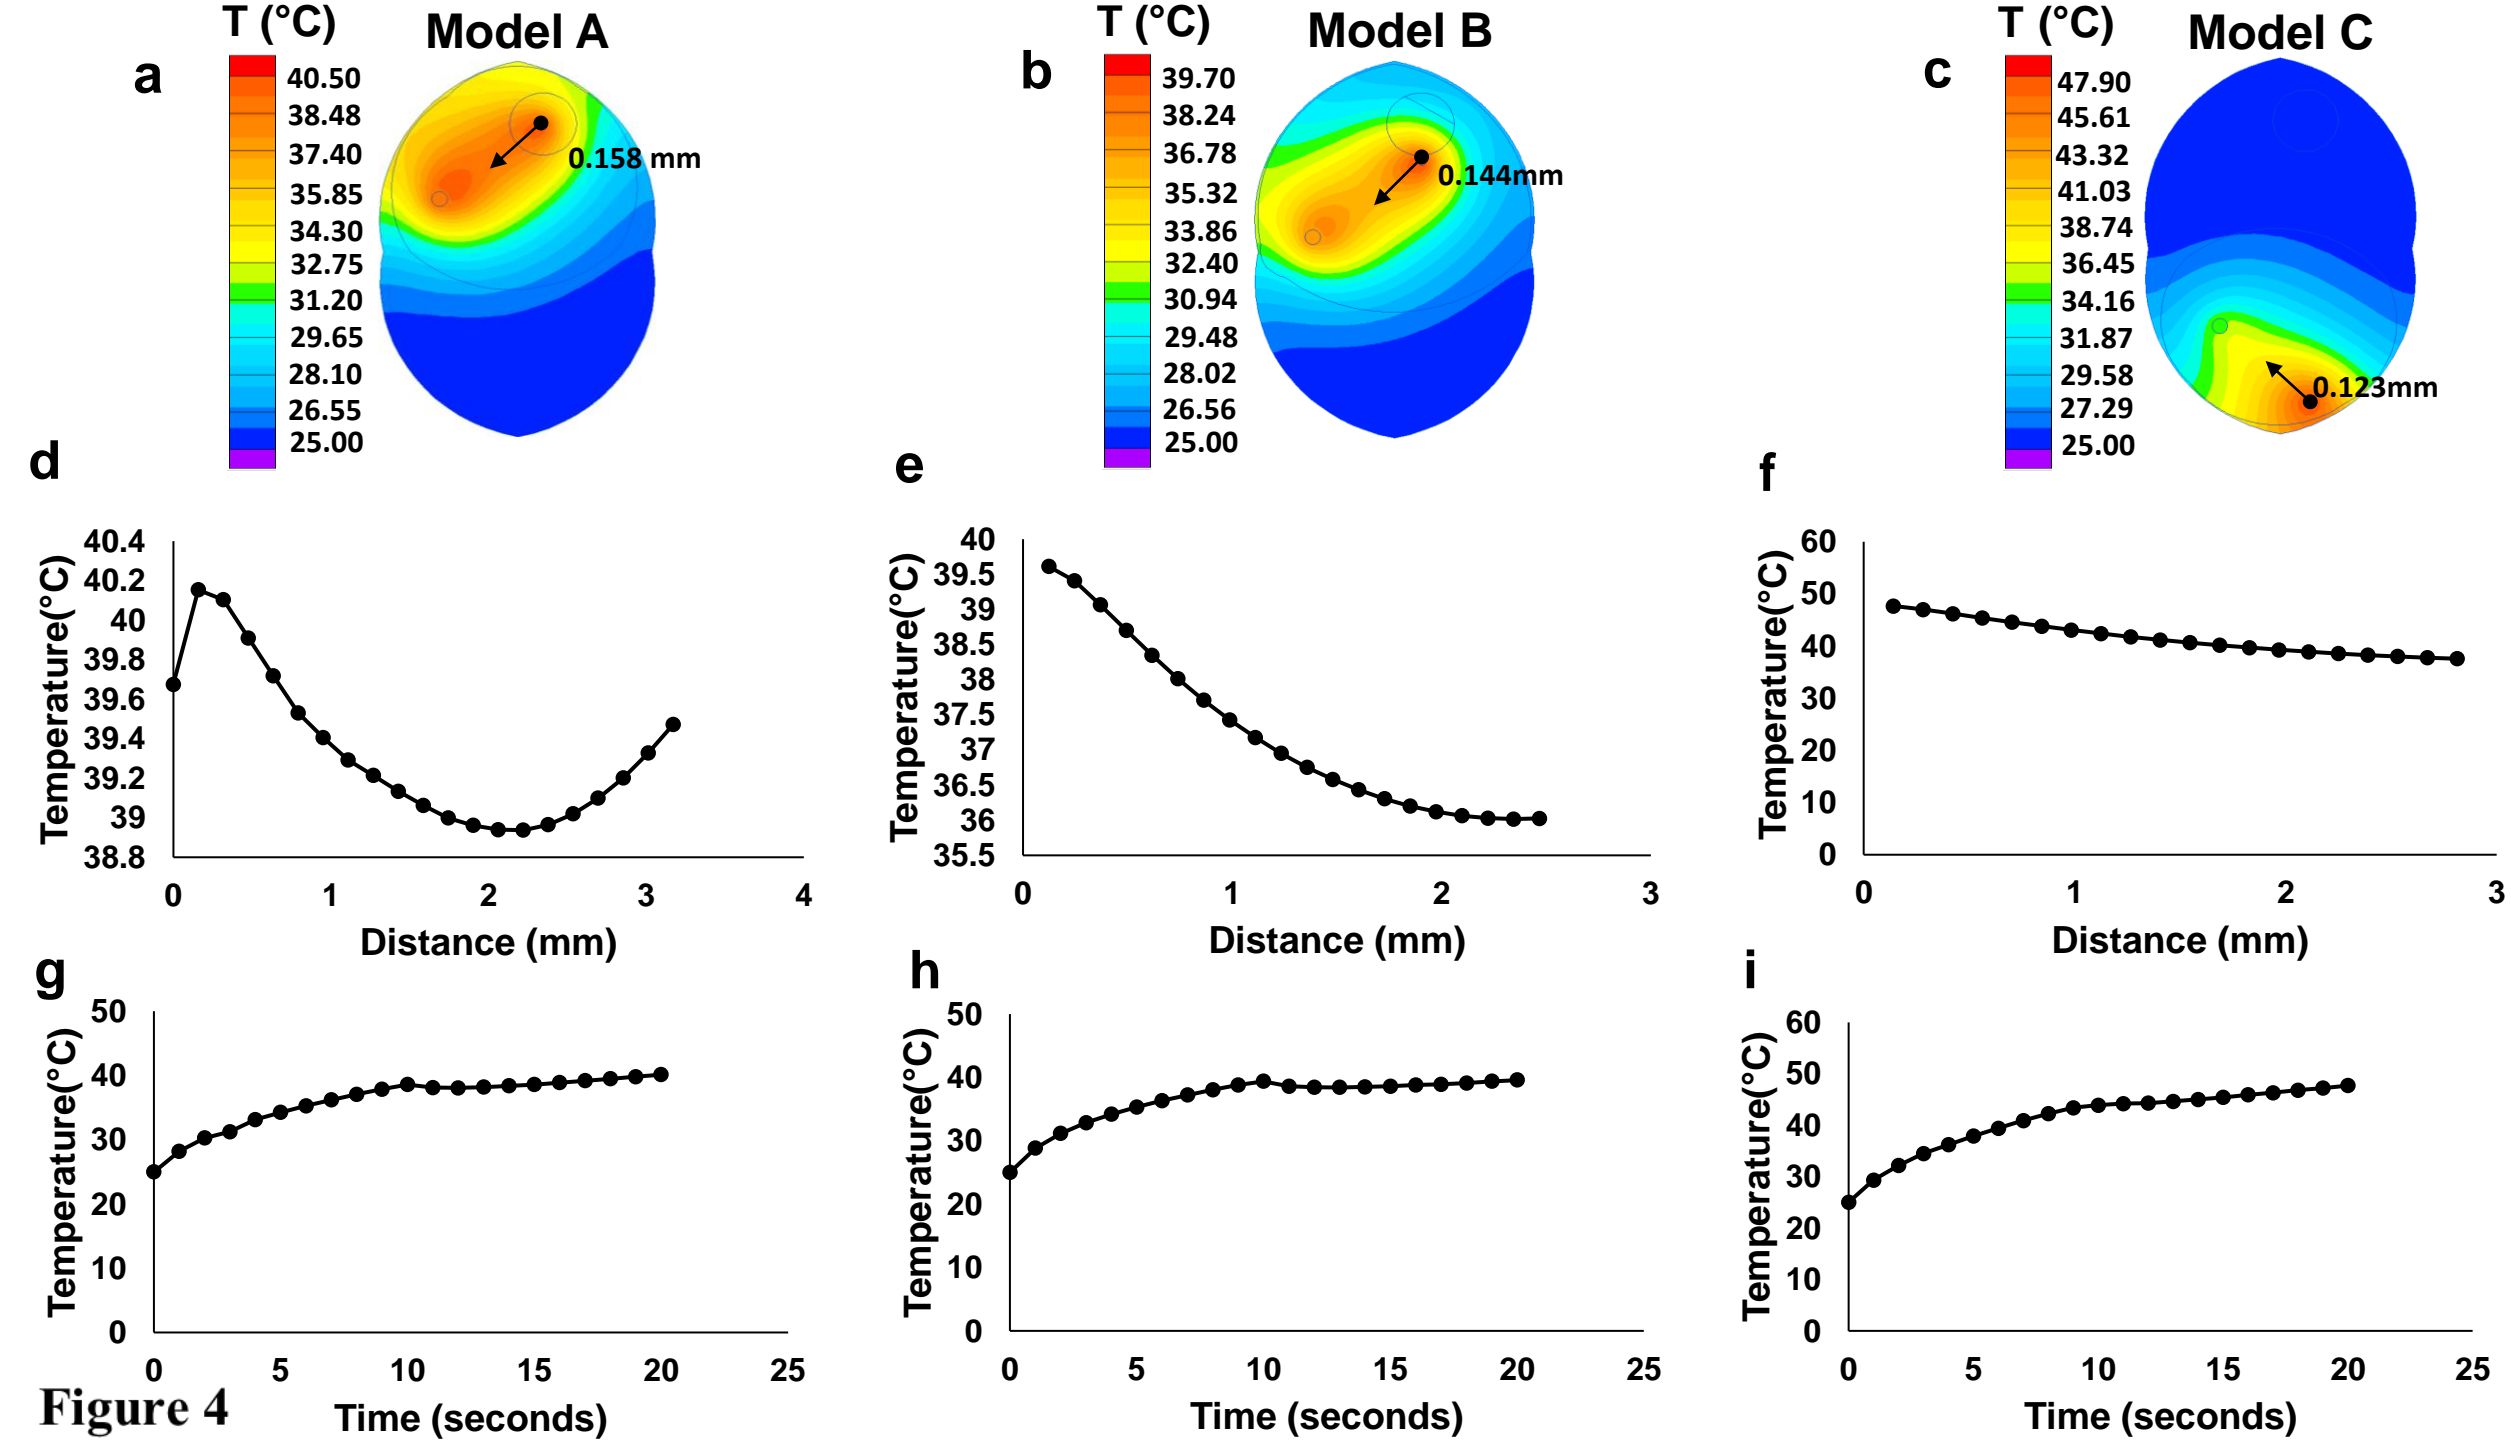 T (°C)
Model A
a
40.50
38.48
37.40
35.85
34.30
32.75
31.20
29.65
28.10
26.55
25.00
0.158 mm
T (°C)
Model B
b
39.70
38.24
36.78
35.32
33.86
32.40
30.94
29.48
28.02
26.56
25.00
0.144mm
T (°C)
Model C
c
47.90
45.61
43.32
41.03
38.74
36.45
34.16
31.87
29.58
27.29
25.00
0.123mm
d
Temperature(°C)
40.4
40.2
40
39.8
39.6
39.4
39.2
39
38.8
0 1 2 3 4
Distance (mm)
e
Temperature(°C)
40
39.5
39
38.5
38
37.5
37
36.5
36
35.5
0 1 2 3
Distance (mm)
f
Temperature(°C)
60
50
40
30
20
10
0
0 1 2 3
Distance (mm)
g
Temperature(°C)
50
40
30
20
10
0
0 5 10 15 20 25
Time (seconds)
h
Temperature(°C)
50
40
30
20
10
0
0 5 10 15 20 25
Time (seconds)
i
Temperature(°C)
60
50
40
30
20
10
0
0 5 10 15 20 25
Time (seconds)
Figure 4